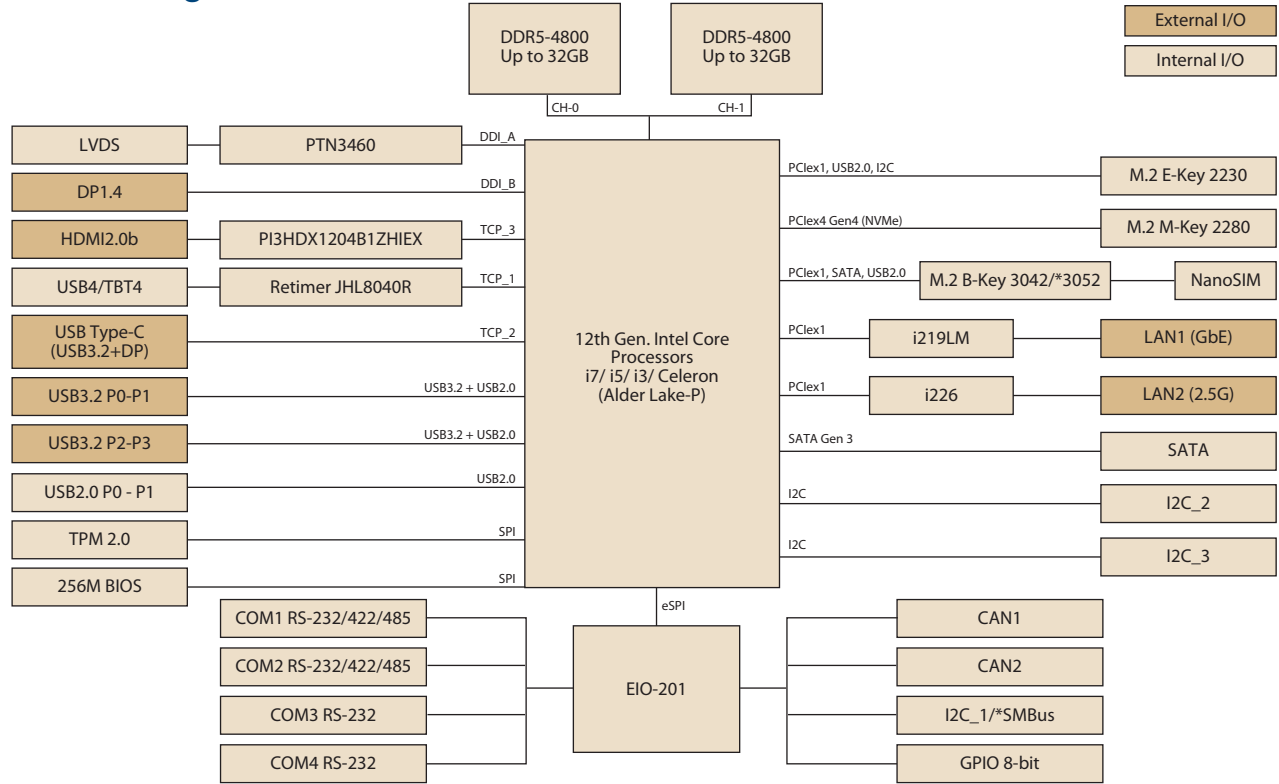 DDR5-4800
Up to 32GB
DDR5-4800
Up to 32GB
External I/O
Internal I/O
CH-0
CH-1
LVDS
PTN3460
DDI_A
DP1.4
DDI_B
HDMI2.0b
PI3HDX1204B1ZHIEX
TCP_3
USB4/TBT4
Retimer JHL8040R
TCP_1
USB Type-C
(USB3.2+DP)
TCP_2
USB3.2 P0-P1
USB3.2 + USB2.0
USB3.2 P2-P3
USB3.2 + USB2.0
USB2.0 P0 - P1
USB2.0
TPM 2.0
SPI
256M BIOS
SPI
12th Gen. Intel Core
Processors
i7/ i5/ i3/ Celeron
(Alder Lake-P)
PCIex1, USB2.0, I2C
M.2 E-Key 2230
PCIex4 Gen4 (NVMe)
M.2 M-Key 2280
PCIex1, SATA, USB2.0
M.2 B-Key 3042/*3052
NanoSIM
PCIex1
i219LM
LAN1 (GbE)
PCIex1
i226
LAN2 (2.5G)
SATA Gen 3
SATA
I2C
I2C_2
I2C
I2C_3
eSPI
COM1 RS-232/422/485
COM2 RS-232/422/485
COM3 RS-232
COM4 RS-232
EIO-201
CAN1
CAN2
I2C_1/*SMBus
GPIO 8-bit